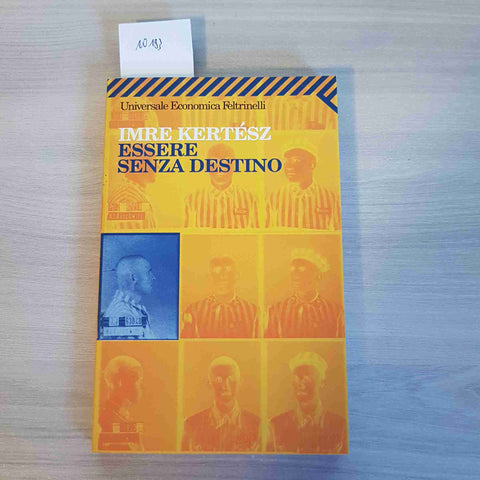 10193
Universale Economica Feltrinelli
IMRE KERTÉSZ
ESSERE
SENZA DESTINO